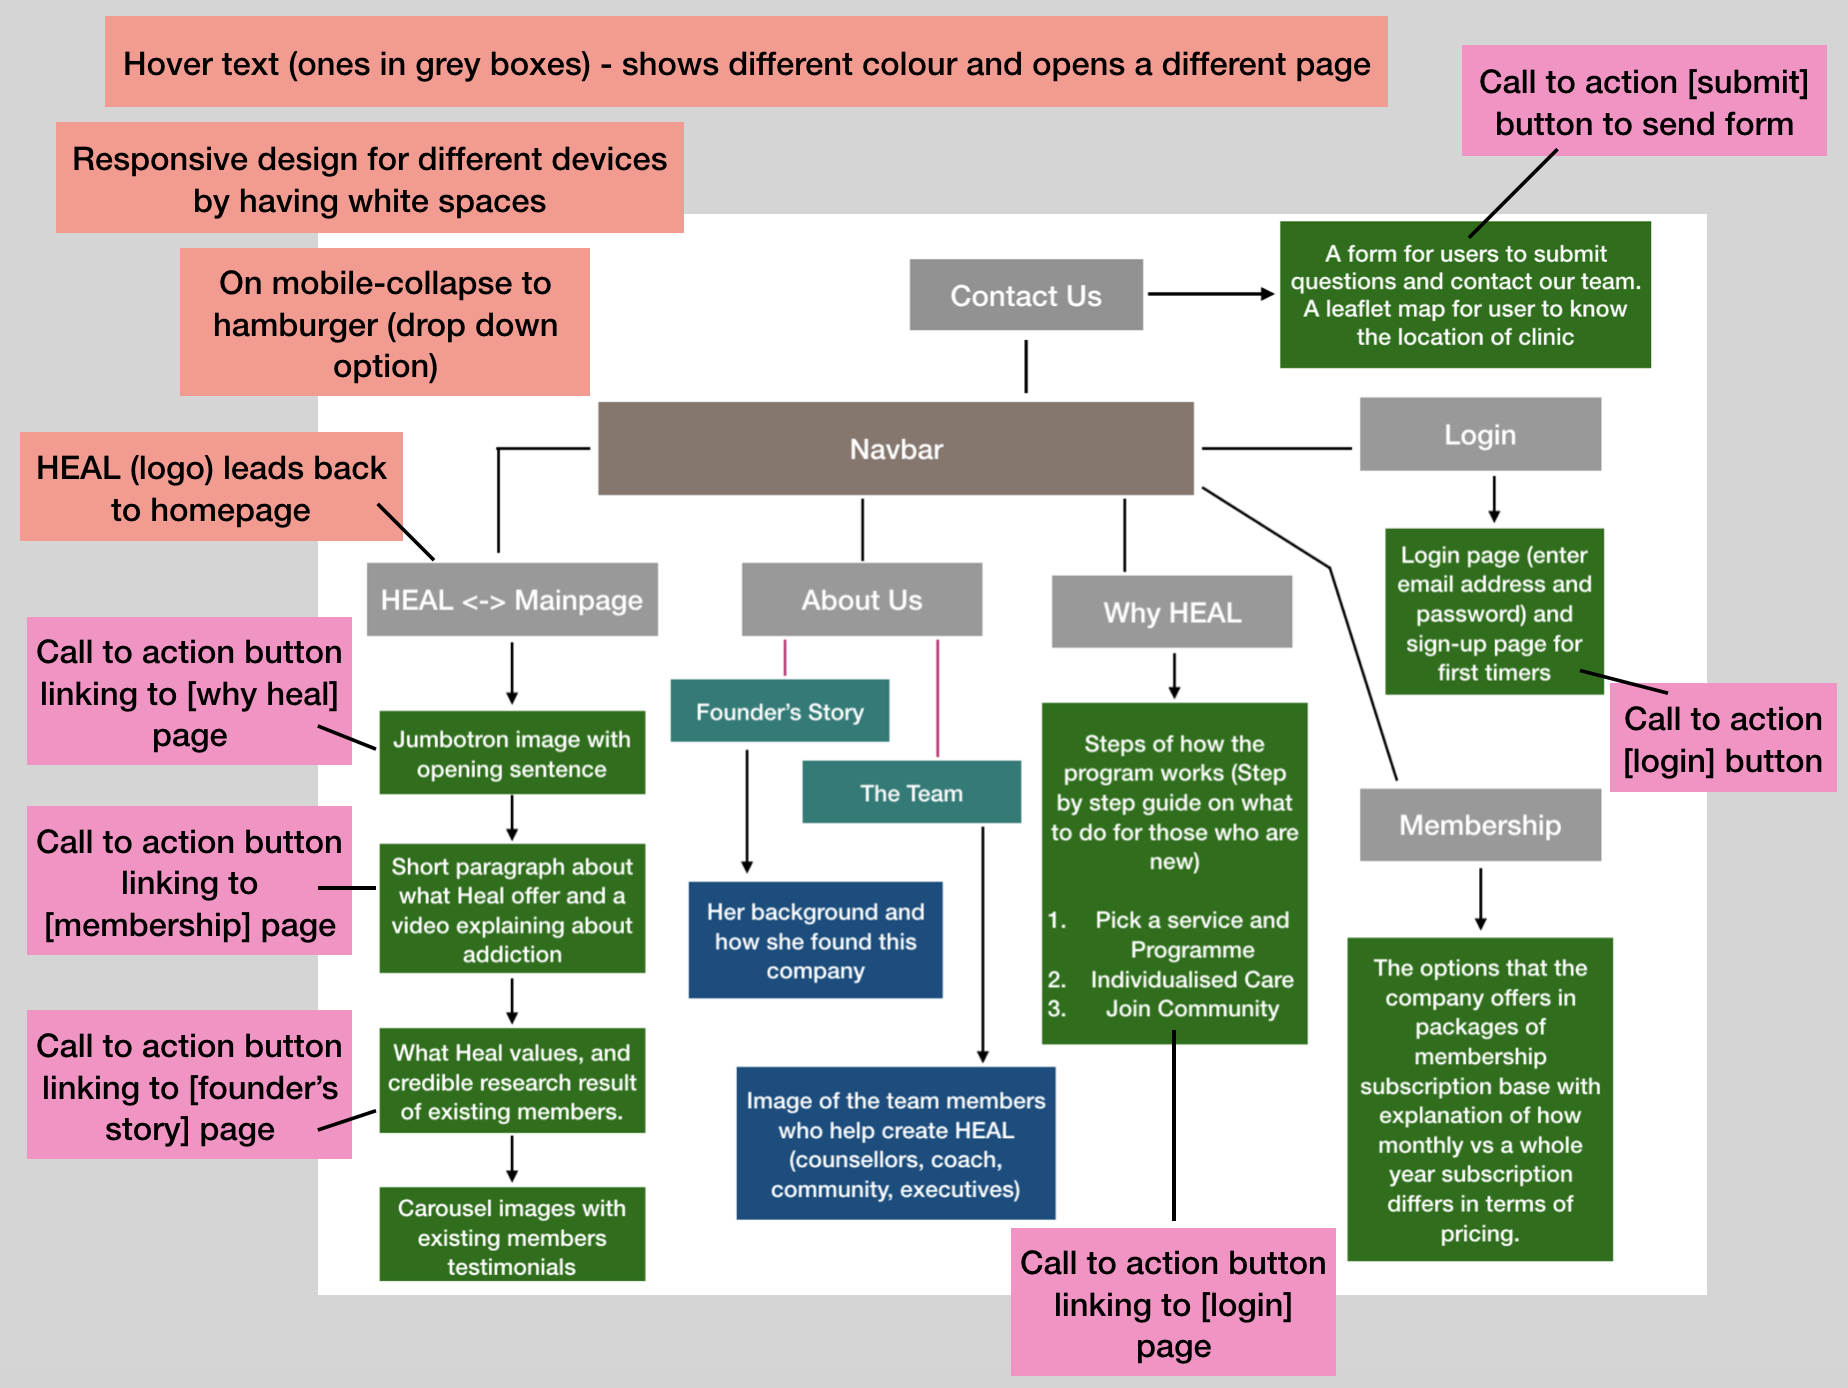 Hover text (ones in grey boxes) - shows different colour and opens a different page
Call to action [submit]
button to send form
Responsive design for different devices
by having white spaces
On mobile-collapse to
hamburger (drop down
option)
Contact Us
A form for users to submit
questions and contact our team.
A leaflet map for user to know
the location of clinic
Navbar
Login
HEAL (logo) leads back
to homepage
Login page (enter
email address and
password) and
sign-up page for
first timers
Call to action
[login] button
HEAL <-> Mainpage
About Us
Why HEAL
Call to action button
linking to [why heal]
page
Jumbotron image with
opening sentence
Founder's Story
The Team
Steps of how the
program works (Step
by step guide on what
to do for those who are
new)
1. Pick a service and
Programme
2. Individualised Care
3. Join Community
Membership
Call to action button
linking to
[membership] page
Short paragraph about
what Heal offer and a
video explaining about
addiction
Her background and
how she found this
company
The options that the
company offers in
packages of
membership
subscription base with
explanation of how
monthly vs a whole
year subscription
differs in terms of
pricing.
Call to action button
linking to [founder’s
story] page
What Heal values, and
credible research result
of existing members.
Image of the team members
who help create HEAL
(counsellors, coach,
community, executives)
Carousel images with
existing members
testimonials
Call to action button
linking to [login]
page